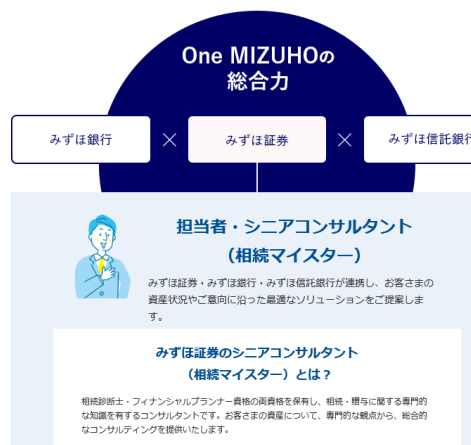 One MIZUHOの
総合力
みずほ銀行 × みずほ証券 × みずほ信託銀行
担当者・シニアコンサルタント
（相続マイスター）
みずほ証券・みずほ銀行・みずほ信託銀行が連携し、お客さまの
資産状況やご意向に沿った最適なソリューションをご提案しま
す。
みずほ証券のシニアコンサルタント
（相続マイスター）とは？
相続診断士・フィナンシャルプランナー資格の両資格を保有し、相続・贈与に関する専門的
な知識を有するコンサルタントです。お客さまの資産について、専門的な観点から、総合的
なコンサルティングを提供いたします。